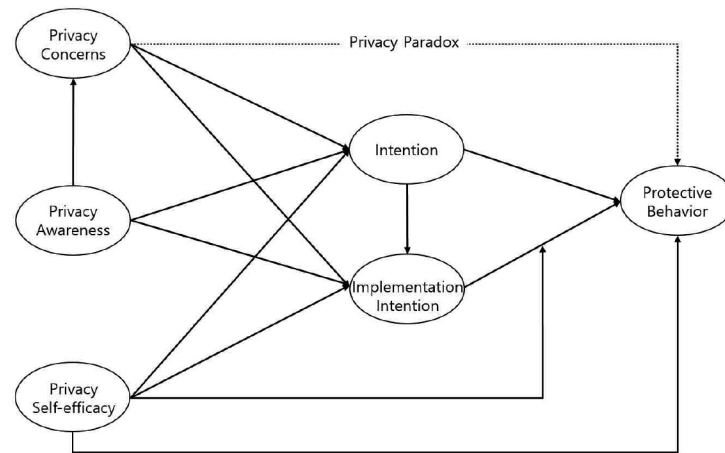 Privacy
Concerns
Privacy Paradox
Intention
Privacy
Awareness
Protective
Behavior
Implementation
Intention
Privacy
Self-efficacy